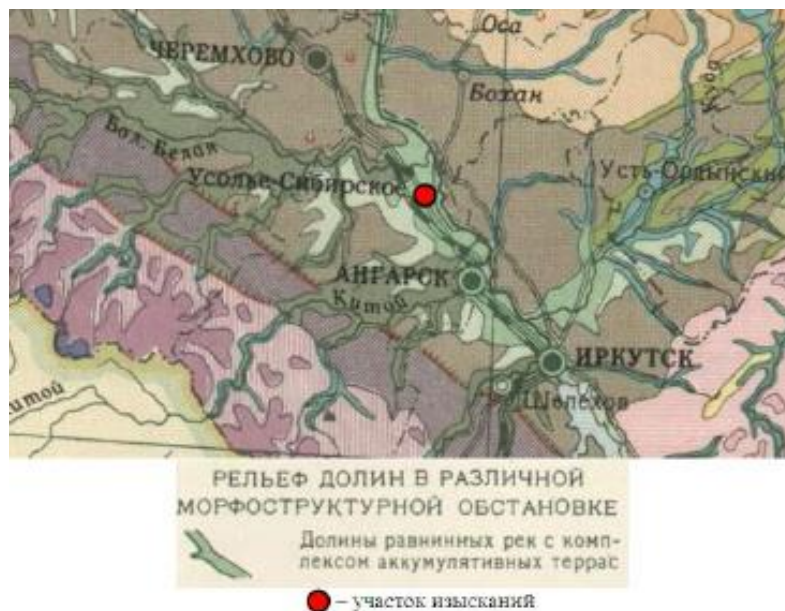 Оса
ЧЕРЕМХОВО
Бохан
Куда
Бол. Белая
Усолье-Сибирское
Усть-Ордынский
АНГАРСК
Китой
ИРКУТСК
Шелехов
Китой
РЕЛЬЕФ ДОЛИН В РАЗЛИЧНОЙ
МОРФОСТРУКТУРНОЙ ОБСТАНОВКЕ
Долины равнинных рек с комп-
лексом аккумулятивных террас
– участок изысканий